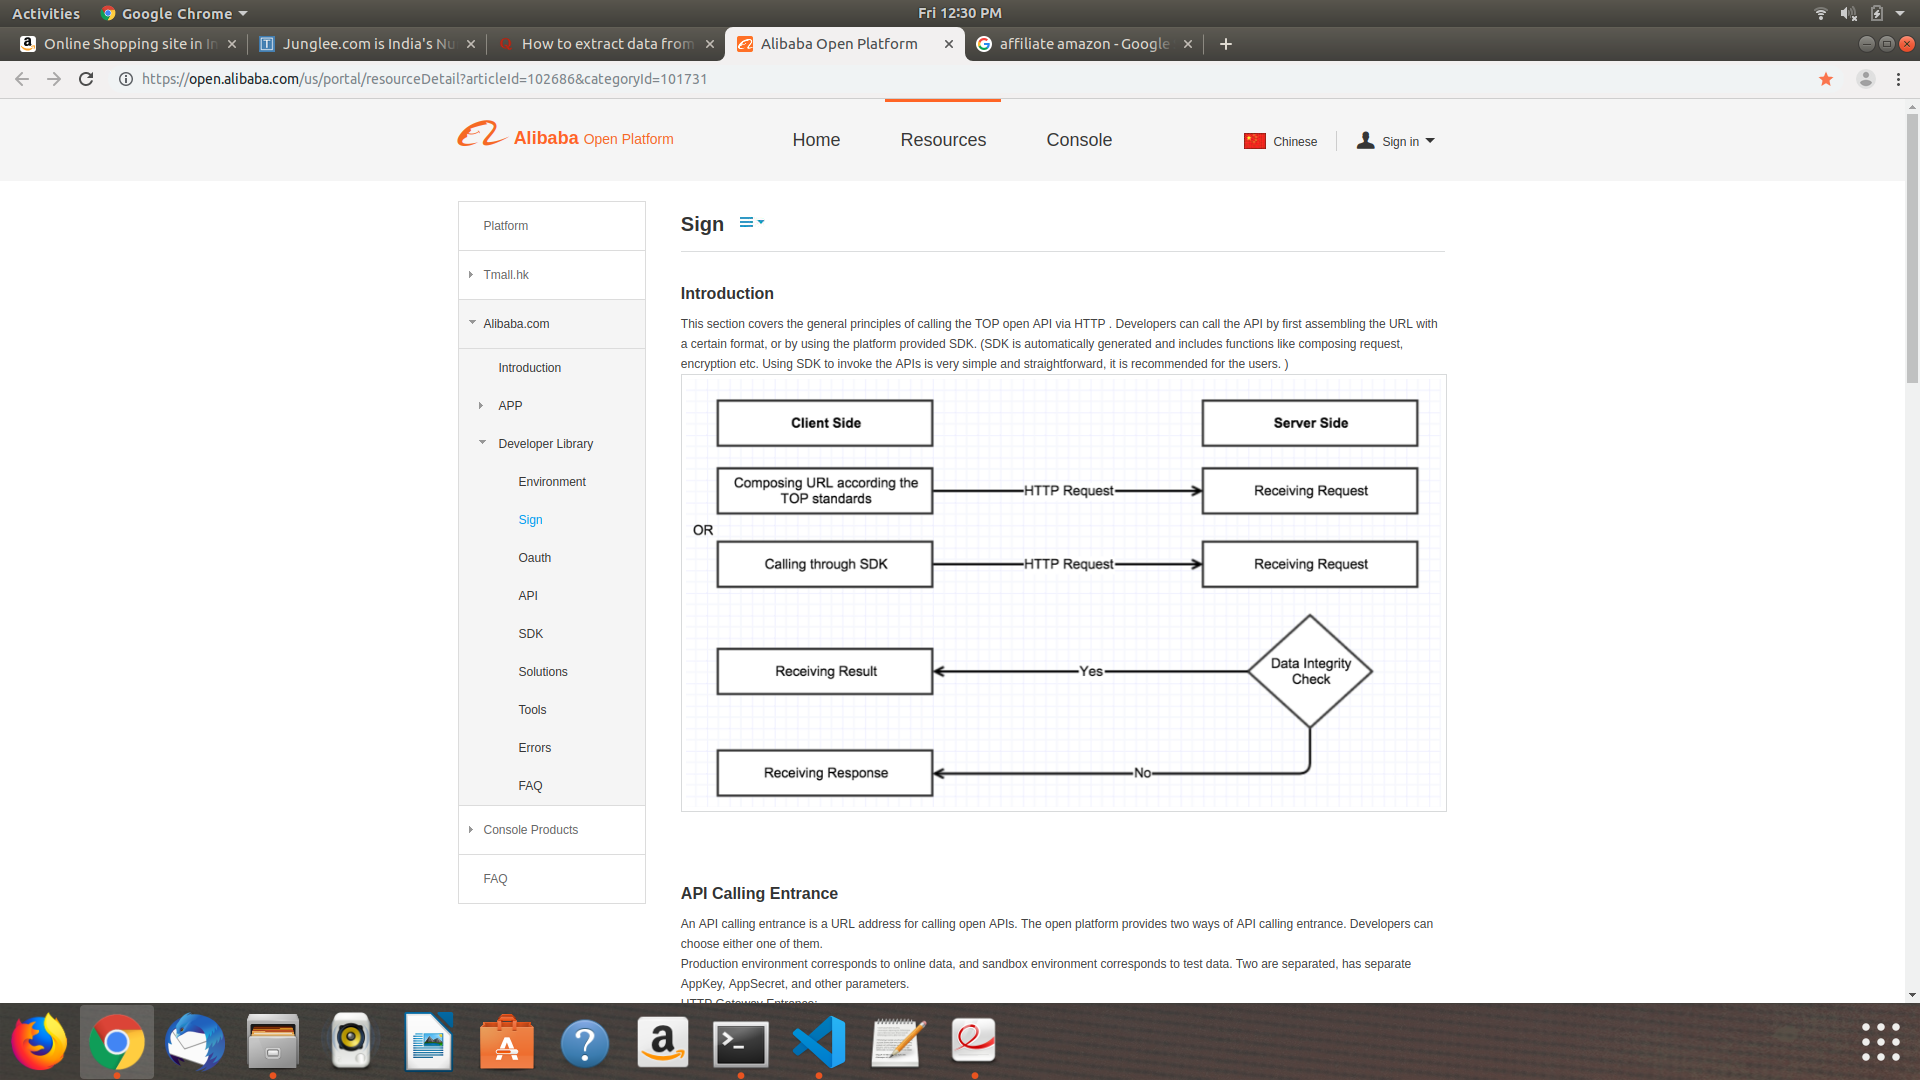 Activities
Google Chrome
Fri 12:30 PM
Online Shopping site in In
Junglee.com is India's Nu
How to extract data from
Alibaba Open Platform
affiliate amazon - Google
https://open.alibaba.com/us/portal/resourceDetail?articleId=102686&categoryId=101731
Alibaba Open Platform
Home
Resources
Console
Chinese
Sign in
Platform
Tmall.hk
Alibaba.com
Introduction
APP
Developer Library
Environment
Sign
Oauth
API
SDK
Solutions
Tools
Errors
FAQ
Console Products
FAQ
Sign
Introduction
This section covers the general principles of calling the TOP open API via HTTP . Developers can call the API by first assembling the URL with
a certain format, or by using the platform provided SDK. (SDK is automatically generated and includes functions like composing request,
encryption etc. Using SDK to invoke the APIs is very simple and straightforward, it is recommended for the users. )
Client Side
Server Side
Composing URL according the
TOP standards
HTTP Request
Receiving Request
OR
Calling through SDK
HTTP Request
Receiving Request
Receiving Result
Yes
Data Integrity
Check
Receiving Response
No
API Calling Entrance
An API calling entrance is a URL address for calling open APIs. The open platform provides two ways of API calling entrance. Developers can
choose either one of them.
Production environment corresponds to online data, and sandbox environment corresponds to test data. Two are separated, has separate
AppKey, AppSecret, and other parameters.
HTTP Gateway Entrance: